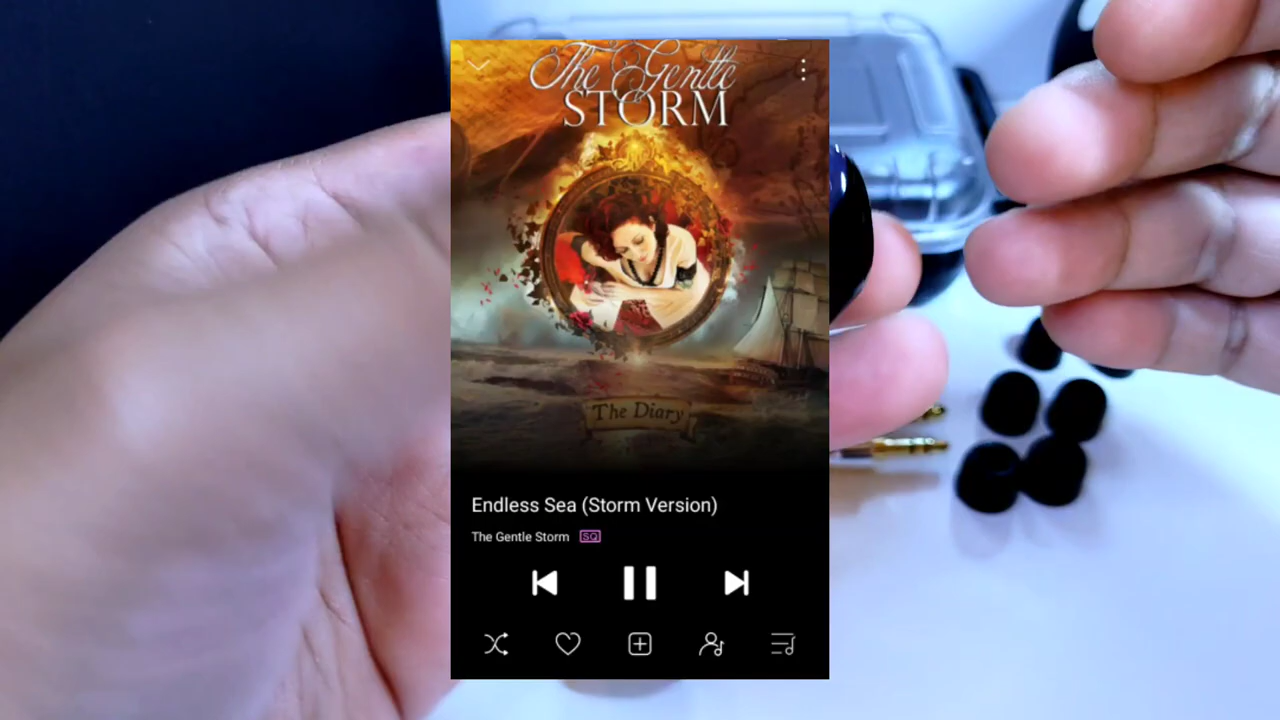 The Gentle
STORM
The Diary
Endless Sea (Storm Version)
The Gentle Storm SQ